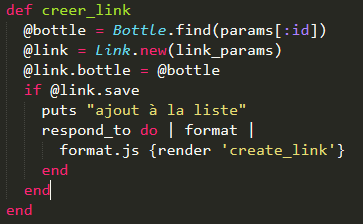 def creer_link
  @bottle = Bottle.find(params[:id])
  @link = Link.new(link_params)
  @link.bottle = @bottle
  if @link.save
    puts "ajout à la liste"
    respond_to do | format |
      format.js {render 'create_link'}
    end
  end
end